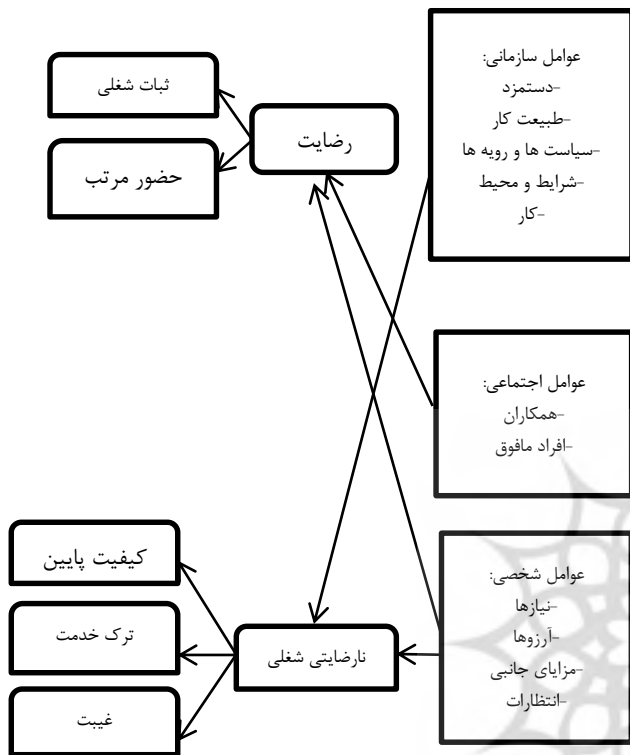 عوامل سازمانی:
-دستمزد
-طبیعت کار
-سیاست ها و رویه ها
-شرایط و محیط
-کار
عوامل اجتماعی:
-همکاران
-افراد مافوق
عوامل شخصی:
-نیازها
-آرزوها
-مزایای جانبی
-انتظارات
رضایت
ثبات شغلی
حضور مرتب
نارضایتی شغلی
کیفیت پایین
ترک خدمت
غیبت